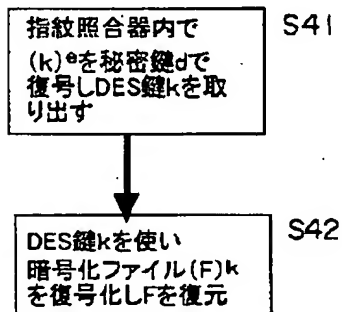 指紋照合器内で
S41
(k)eを秘密鍵dで
復号しDES鍵kを取
り出す
DES鍵kを使い
S42
暗号化ファイル(F)k
を復号化しFを復元